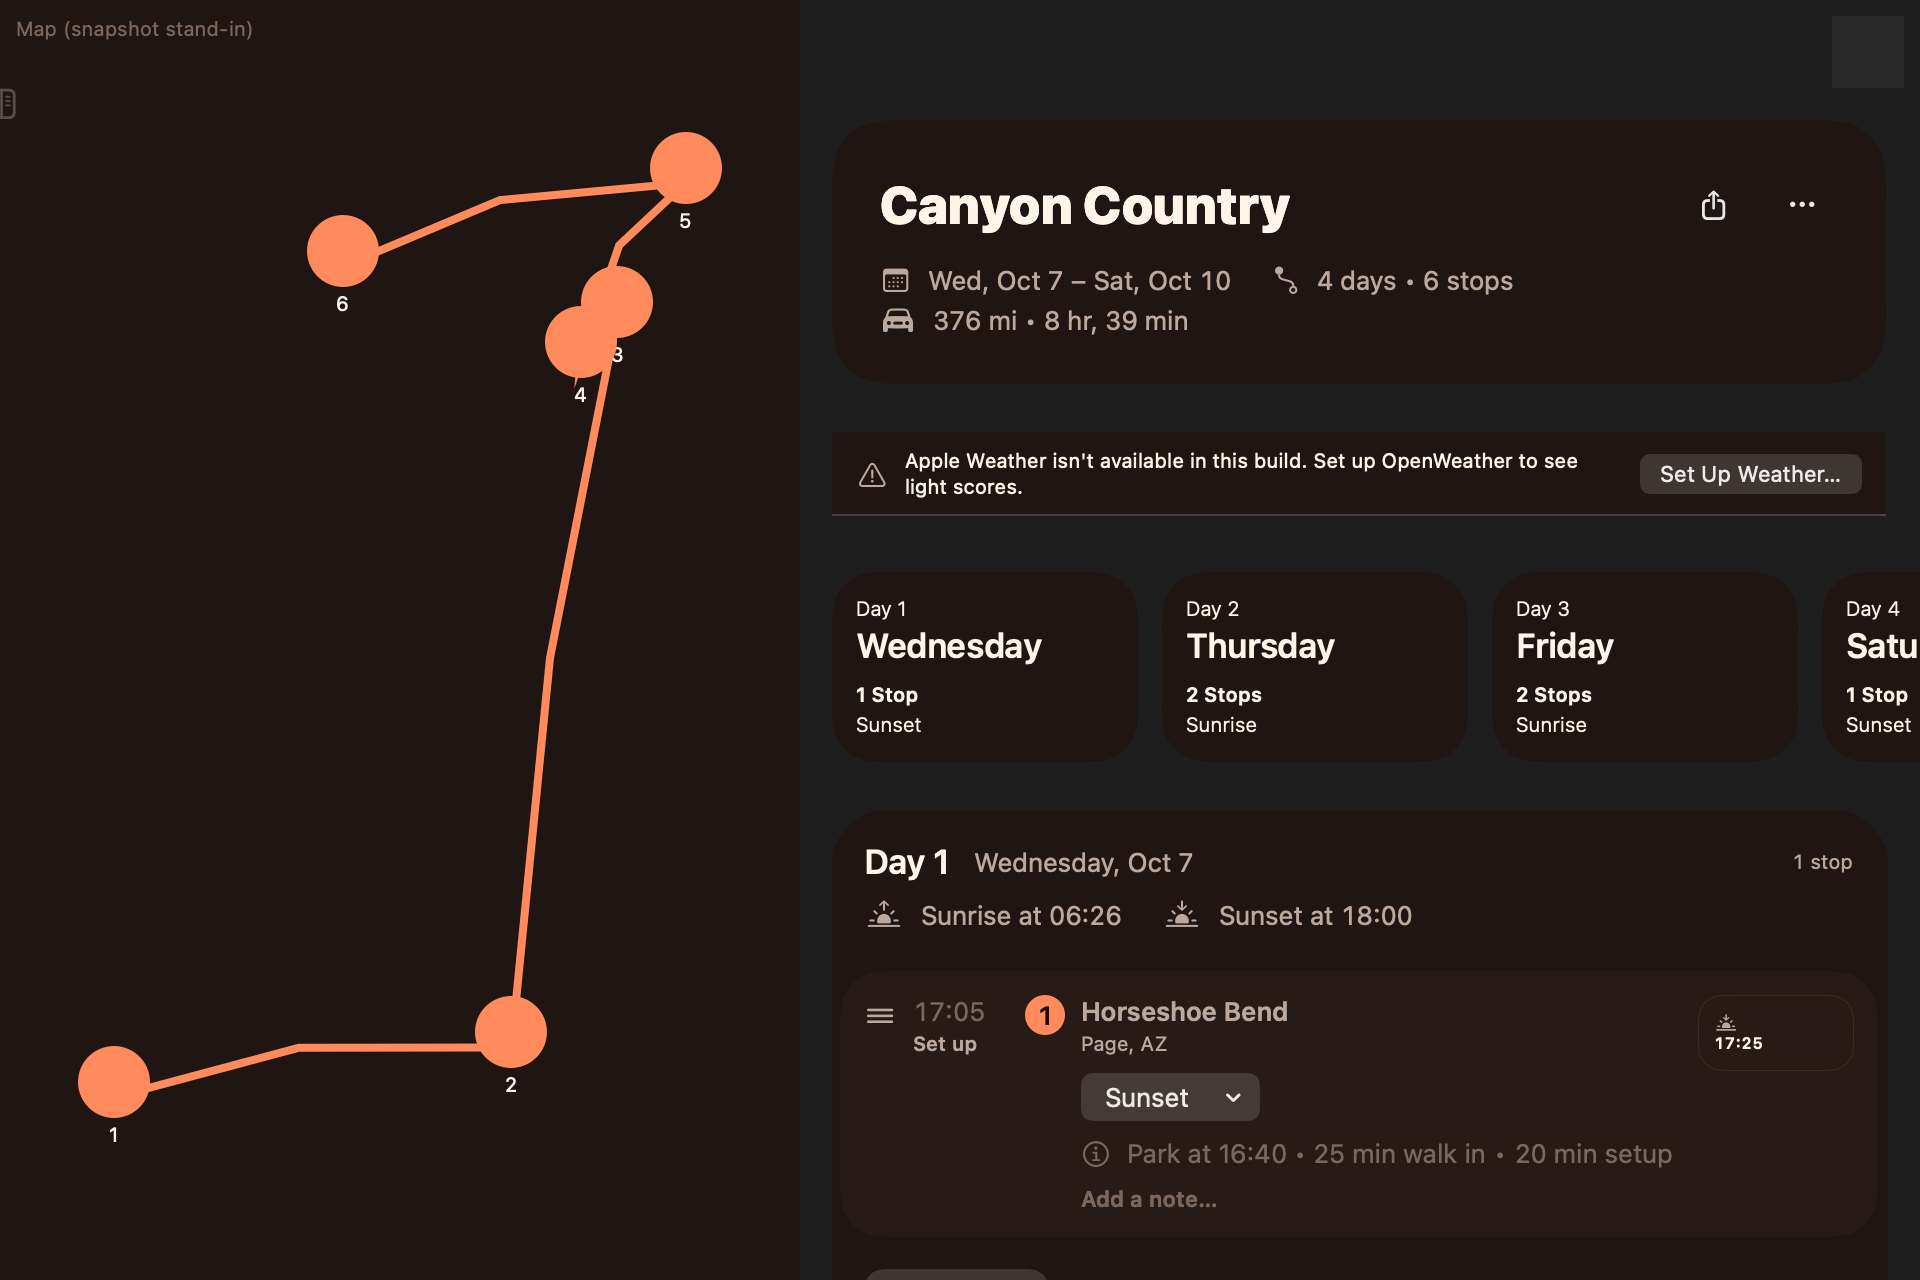 Map (snapshot stand-in)
5
6
3
4
2
1
Canyon Country
Wed, Oct 7 – Sat, Oct 10
4 days • 6 stops
376 mi • 8 hr, 39 min
Apple Weather isn't available in this build. Set up OpenWeather to see
light scores.
Set Up Weather...
Day 1
Wednesday
1 Stop
Sunset
Day 2
Thursday
2 Stops
Sunrise
Day 3
Friday
2 Stops
Sunrise
Day 4
Satu
1 Stop
Sunset
Day 1 Wednesday, Oct 7
1 stop
Sunrise at 06:26
Sunset at 18:00
17:05
Set up
1
Horseshoe Bend
Page, AZ
17:25
Sunset
Park at 16:40 • 25 min walk in • 20 min setup
Add a note...